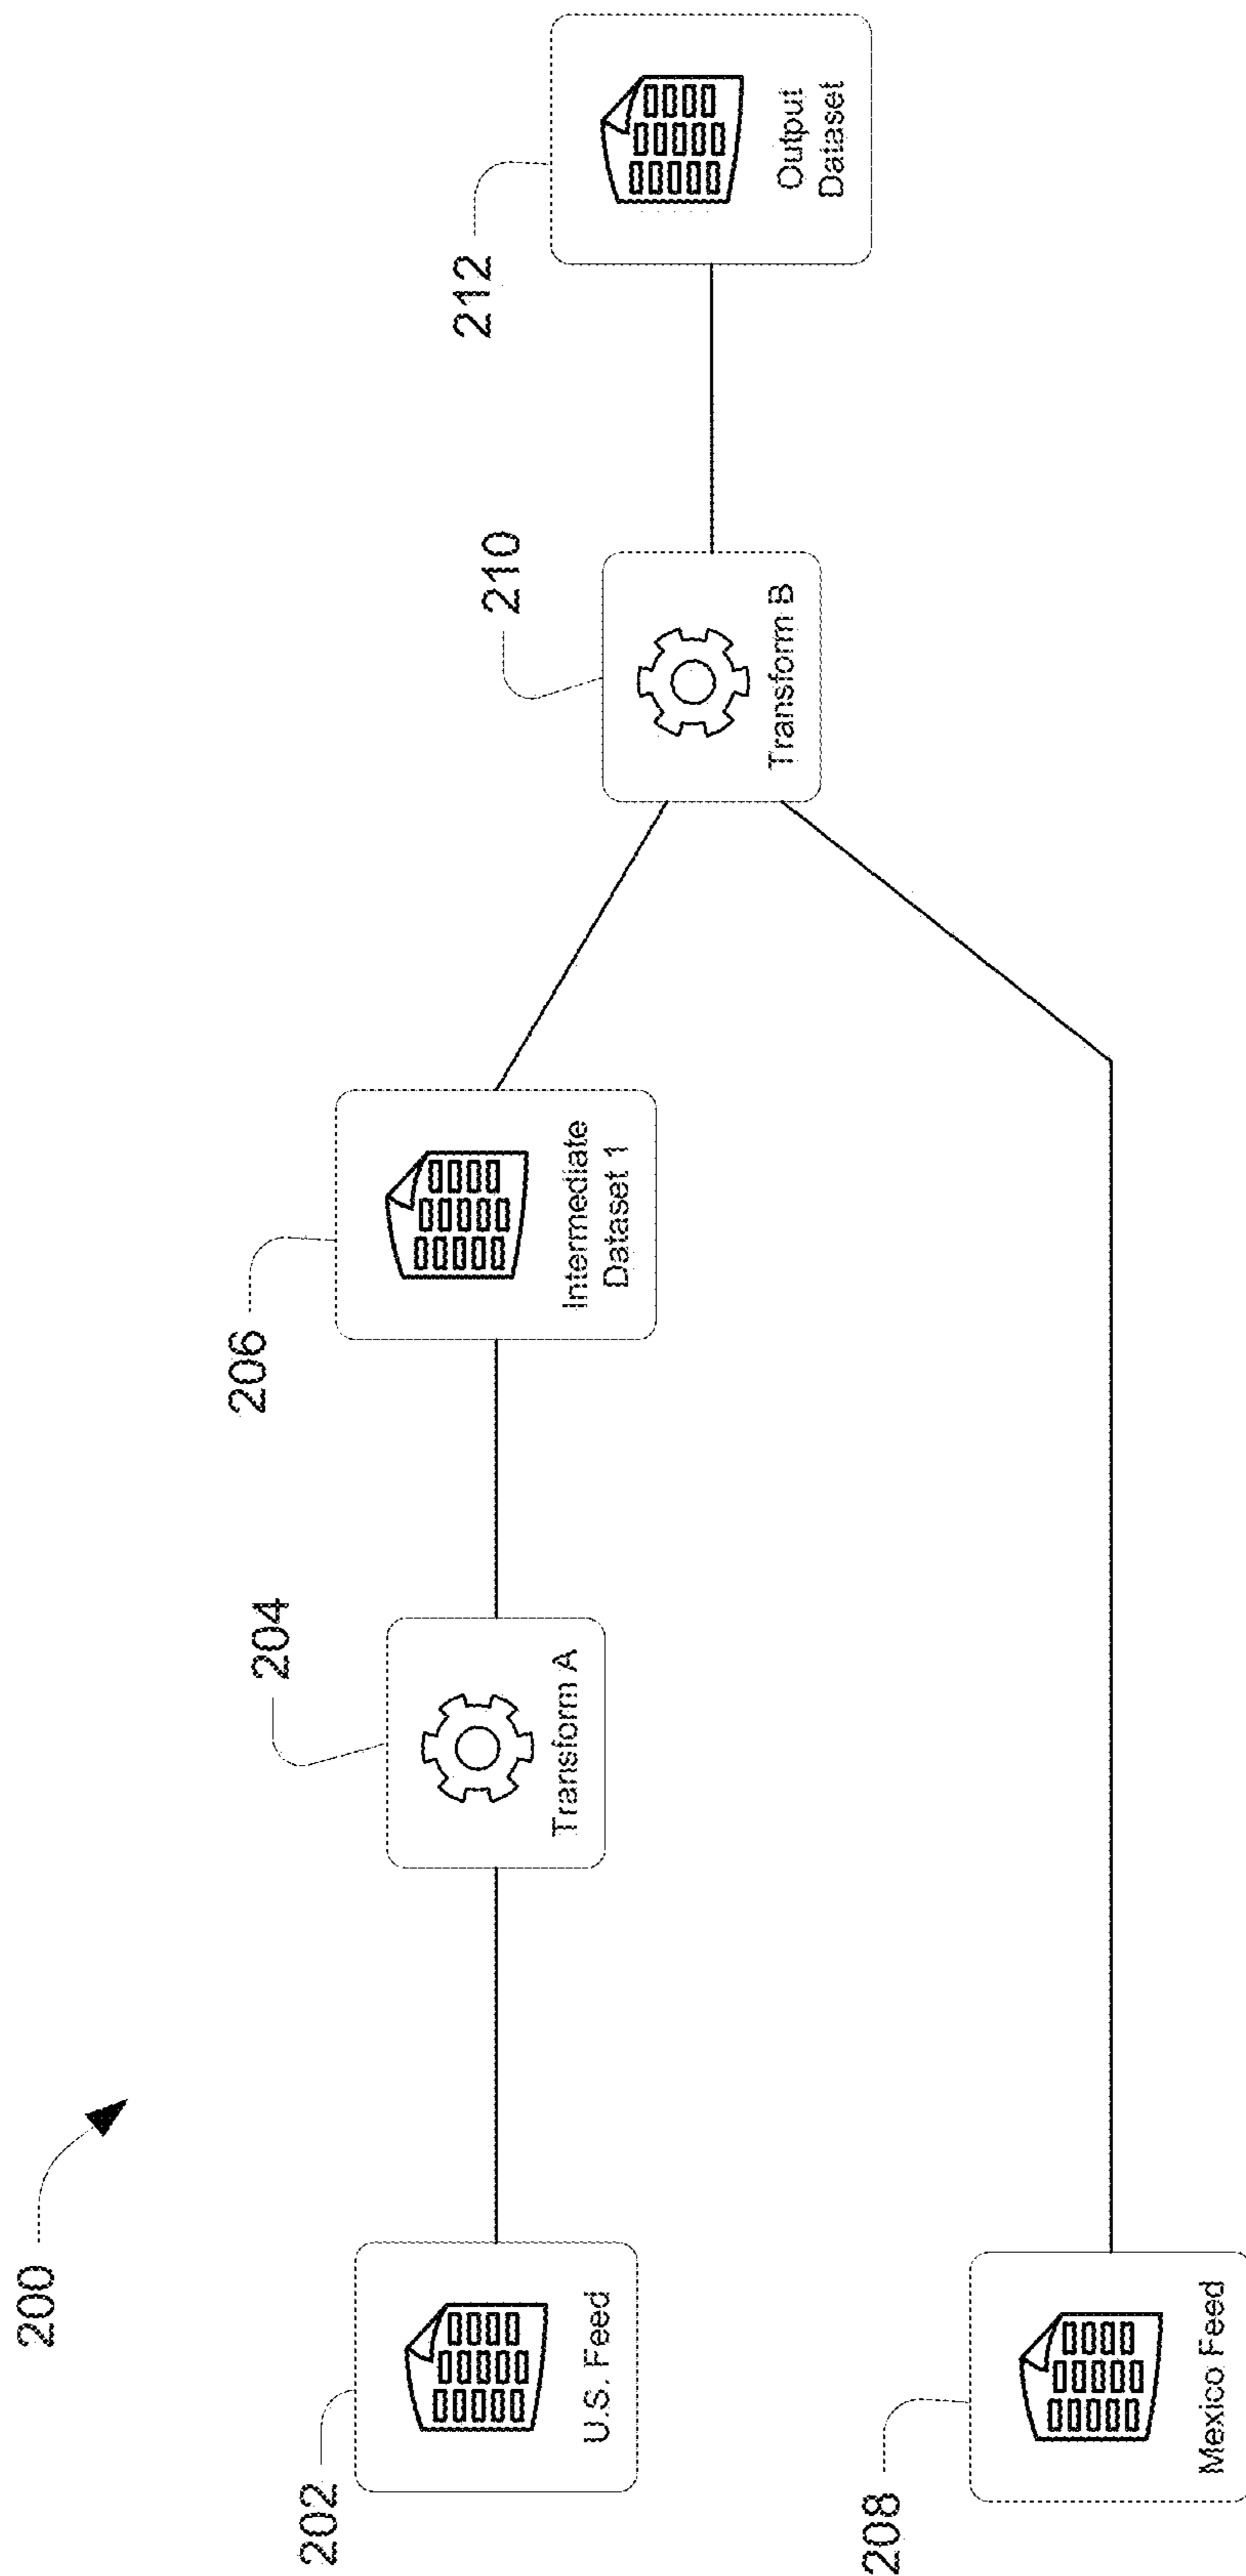 200
202
U.S. Feed
204
Transform A
206
Intermediate
Dataset 1
208
Mexico Feed
210
Transform B
212
Output
Dataset